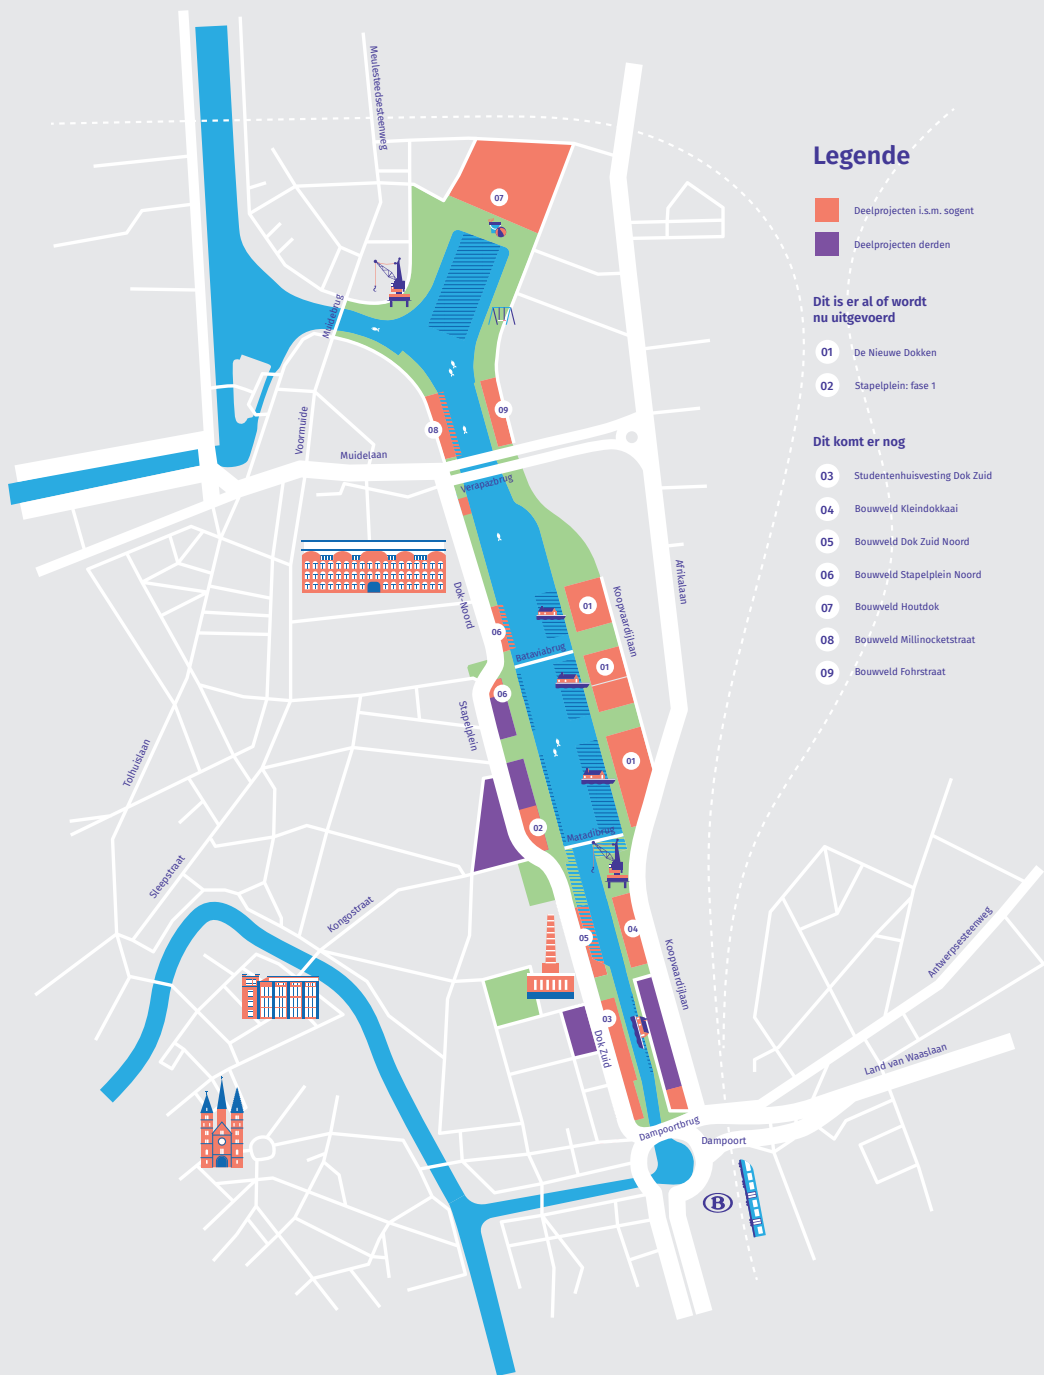 Meulesteedsesteenweg
Legende
Deelprojecten i.s.m. sogent
Deelprojecten derden
Dit is er al of wordt
nu uitgevoerd
01 De Nieuwe Dokken
02 Stapelplein: fase 1
Dit komt er nog
03 Studentenhuisvesting Dok Zuid
04 Bouwveld Kleindokkaai
05 Bouwveld Dok Zuid Noord
06 Bouwveld Stapelplein Noord
07 Bouwveld Houtdok
08 Bouwveld Millinocketstraat
09 Bouwveld Fohrstraat
07
Muidebrug
09
08
Voormuide
Muidelaan
Verapazbrug
Afrikalaan
Dok-Noord
Koopvaardijlaan
01
06
Bataviabrug
01
06
Stapelplein
Tolhuislaan
01
02
Matadibrug
Sleepstraat
Kongostraat
04
05
Koopvaardijlaan
Antwerpsesteenweg
03
Dok Zuid
Land van Waaslaan
Dampoortbrug
Dampoort
B